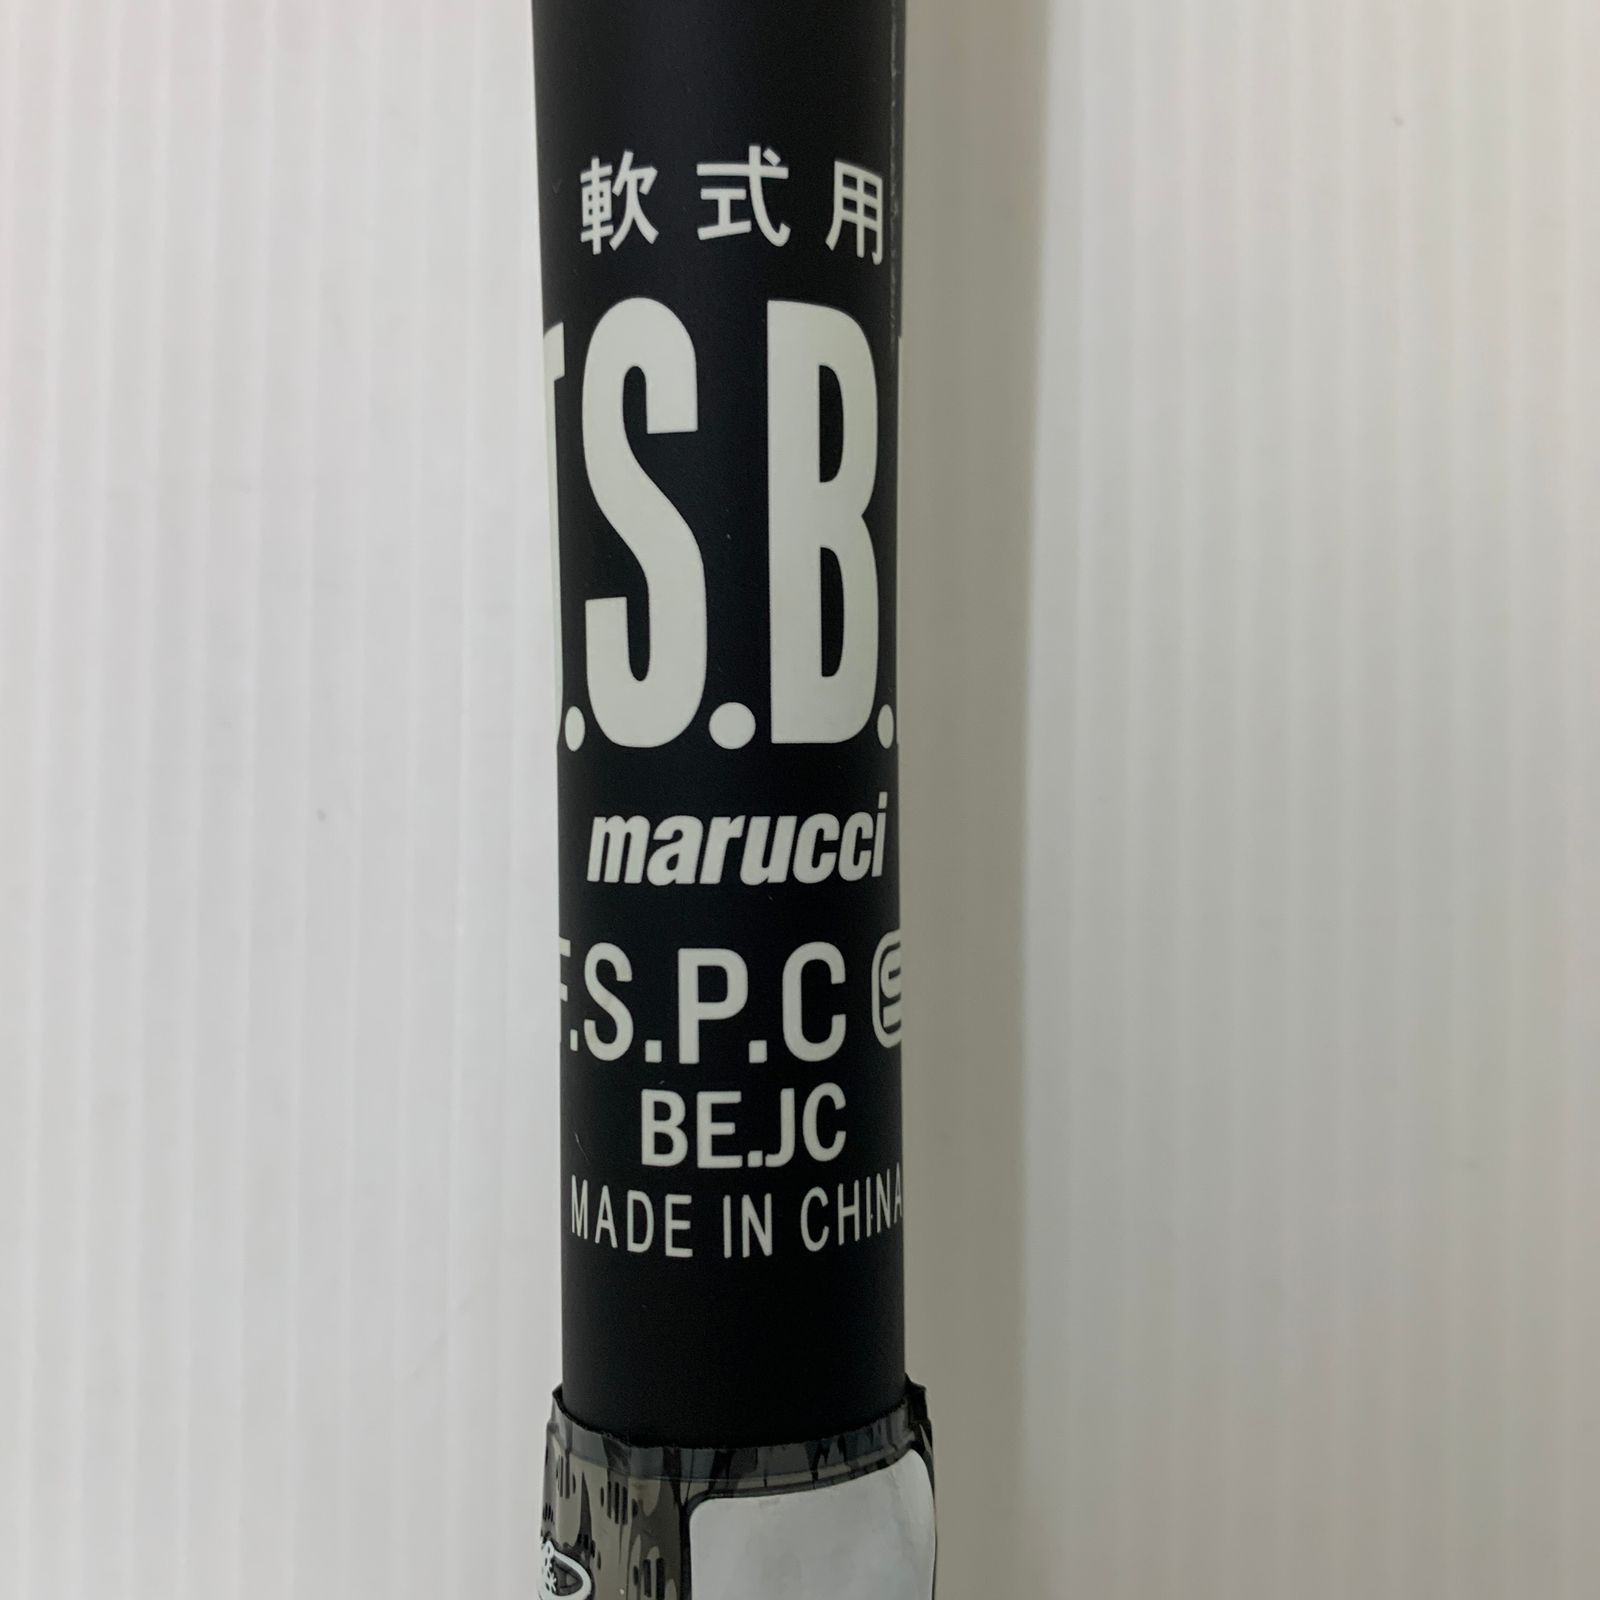 軟式用
J.S.B.B
marucci
F.S.P.C
BE.JC
MADE IN CHINA